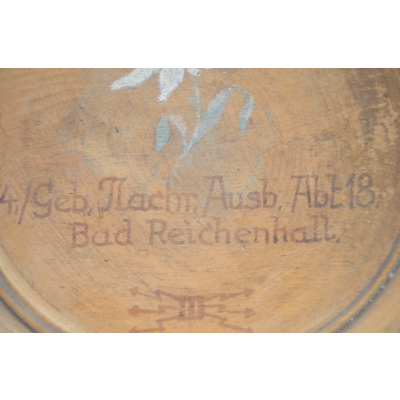 4./Geb. Nachr. Ausb. Abt. 18.
Bad Reichenhall.